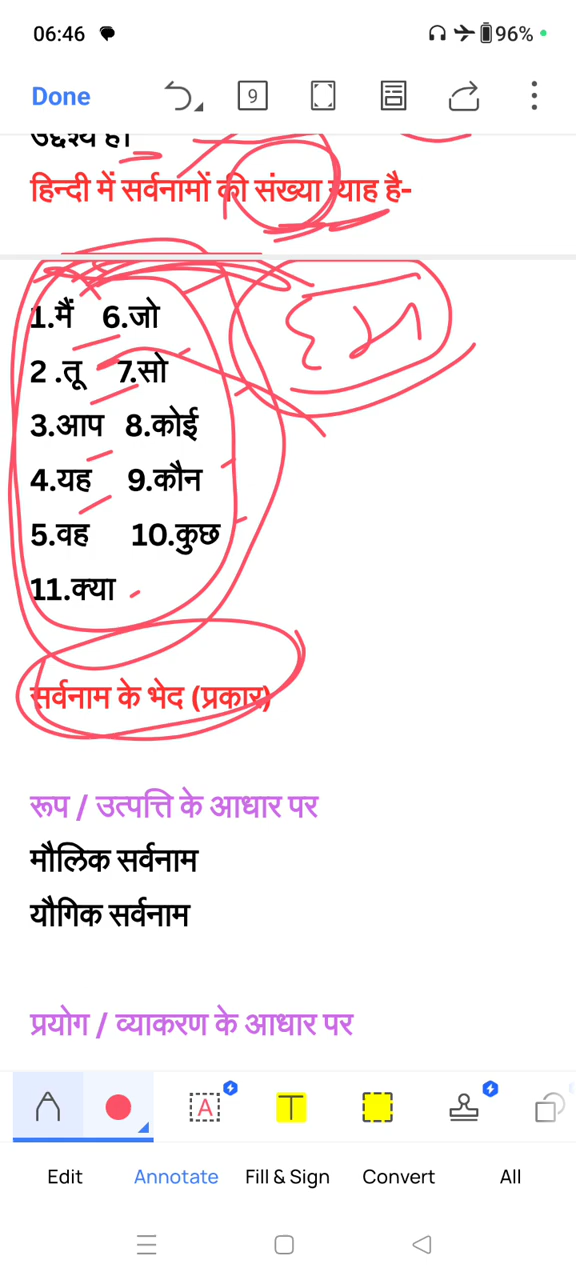 06:46
96%
Done
9
उद्देश्य है।
हिन्दी में सर्वनामों की संख्या ग्याह है-
1.मैं 6.जो
2 .तू 7.सो
3.आप 8.कोई
4.यह 9.कौन
5.वह 10.कुछ
11.क्या
सर्वनाम के भेद (प्रकार)
रूप / उत्पत्ति के आधार पर
मौलिक सर्वनाम
यौगिक सर्वनाम
प्रयोग / व्याकरण के आधार पर
A T
Edit Annotate Fill & Sign Convert All